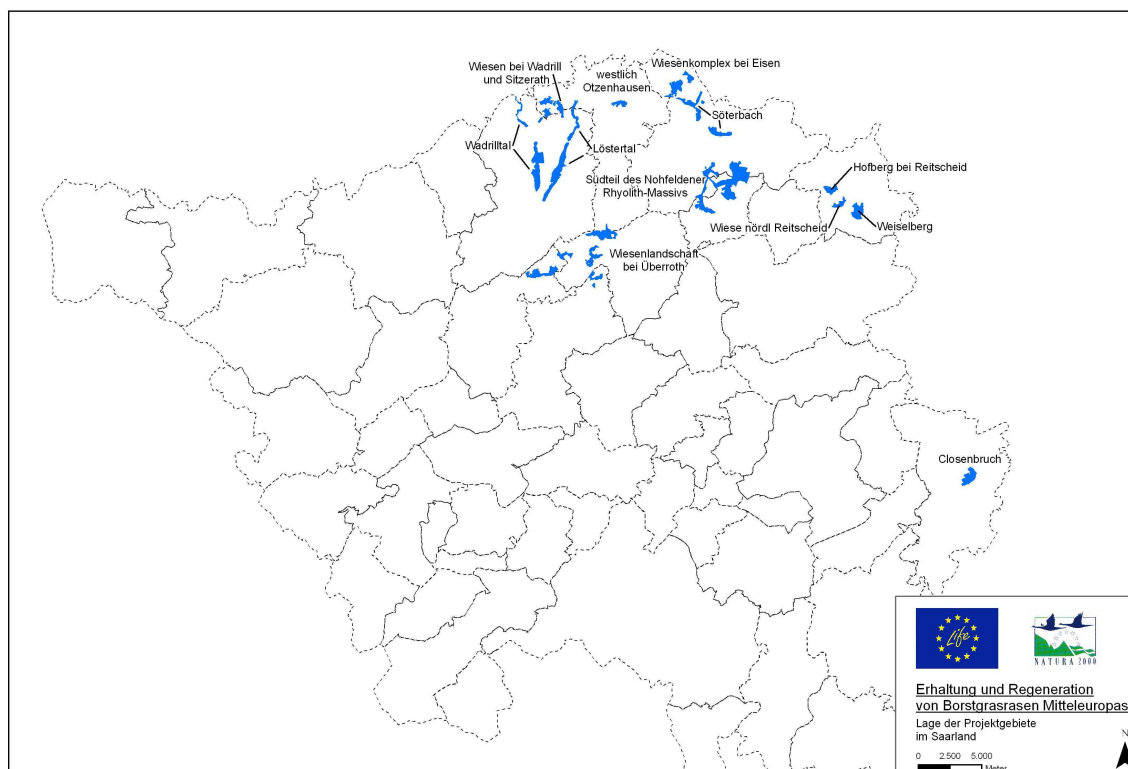 Wiesen bei Wadrill
und Sitzerath
westlich
Otzenhausen
Wiesenkomplex bei Eisen
Söterbach
Wadrilltal
Löstertal
Südteil des Nohfeldener
Rhyolith-Massivs
Hofberg bei Reitscheid
Wiese nördl Reitscheid
Weiselberg
Wiesenlandschaft
bei Überroth
Closenbruch
Life
NATURA 2000
Erhaltung und Regeneration
von Borstgrasrasen Mitteleuropas
Lage der Projektgebiete
im Saarland
N
0 2.500 5.000
Meter